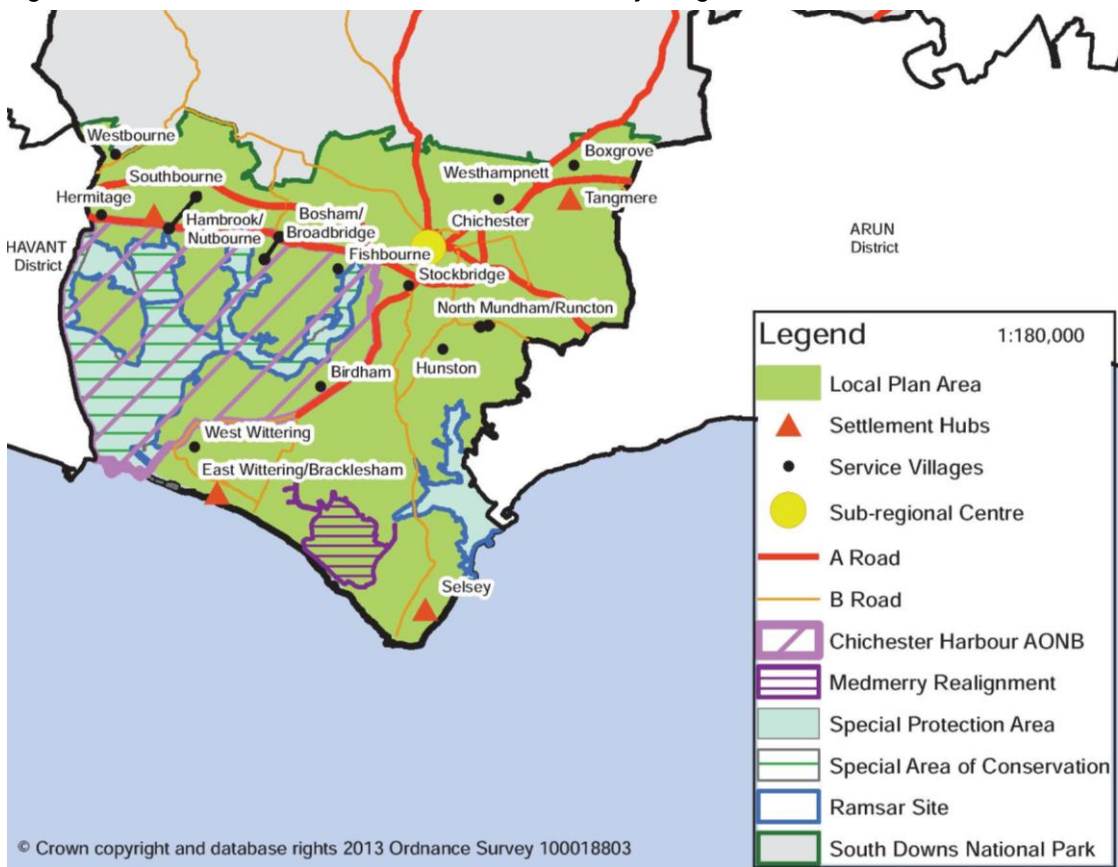 Westbourne
Boxgrove
Southbourne
Westhampnett
Hermitage
Tangmere
Hambrook/
Nutbourne
Bosham/
Broadbridge
Chichester
HAVANT
District
ARUN
District
Fishbourne
Stockbridge
North Mundham/Runcton
Hunston
Birdham
West Wittering
East Wittering/Bracklesham
Selsey
Legend
1:180,000
Local Plan Area
Settlement Hubs
Service Villages
Sub-regional Centre
A Road
B Road
Chichester Harbour AONB
Medmerry Realignment
Special Protection Area
Special Area of Conservation
Ramsar Site
South Downs National Park
© Crown copyright and database rights 2013 Ordnance Survey 100018803